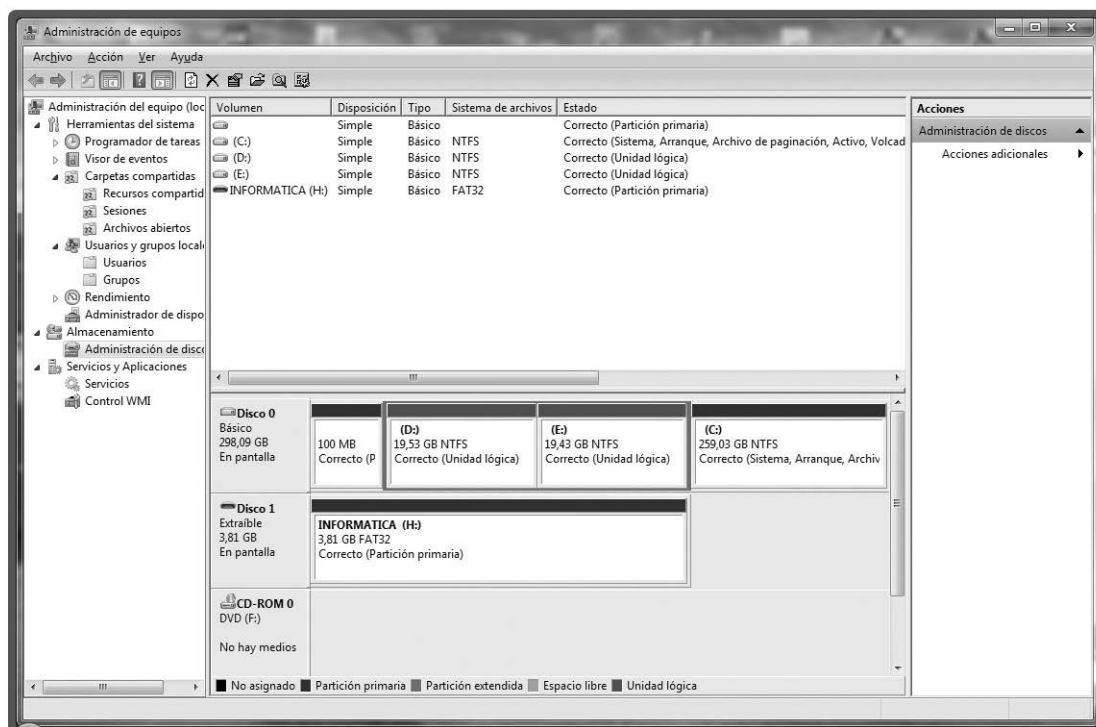 Administración de equipos
Archivo Acción Ver Ayuda
Administración del equipo (loc
Herramientas del sistema
Programador de tareas
Visor de eventos
Carpetas compartidas
Recursos compartid
Sesiones
Archivos abiertos
Usuarios y grupos locale
Usuarios
Grupos
Rendimiento
Administrador de dispo
Almacenamiento
Administración de disco
Servicios y Aplicaciones
Servicios
Control WMI
Volumen Disposición Tipo Sistema de archivos Estado
Simple Básico Correcto (Partición primaria)
(C:) Simple Básico NTFS Correcto (Sistema, Arranque, Archivo de paginación, Activo, Volcad
(D:) Simple Básico NTFS Correcto (Unidad lógica)
(E:) Simple Básico NTFS Correcto (Unidad lógica)
INFORMATICA (H:) Simple Básico FAT32 Correcto (Partición primaria)
Disco 0
Básico
298,09 GB
En pantalla
100 MB
Correcto (P
(D:)
19,53 GB NTFS
Correcto (Unidad lógica)
(E:)
19,43 GB NTFS
Correcto (Unidad lógica)
(C:)
259,03 GB NTFS
Correcto (Sistema, Arranque, Archiv
Disco 1
Extraíble
3,81 GB
En pantalla
INFORMATICA (H:)
3,81 GB FAT32
Correcto (Partición primaria)
CD-ROM 0
DVD (F:)
No hay medios
No asignado Partición primaria Partición extendida Espacio libre Unidad lógica
Acciones
Administración de discos
Acciones adicionales